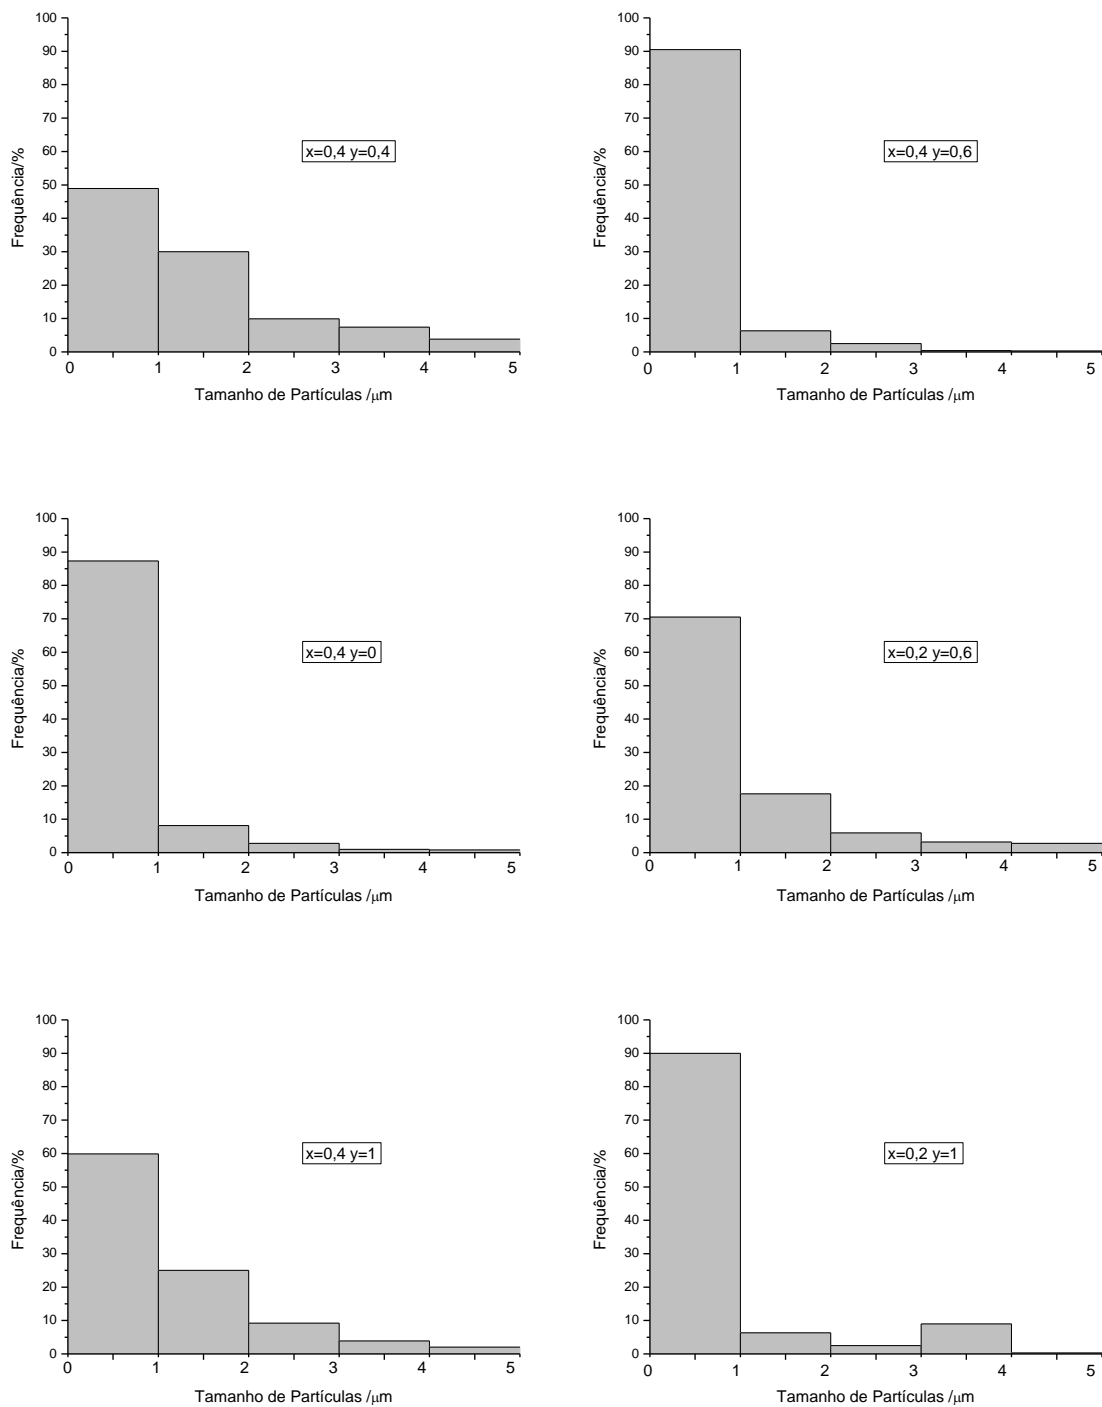 100
90
80
70
60
50
40
30
20
10
0
Frequência/%
x=0,4 y=0,4
0 1 2 3 4 5
Tamanho de Partículas /μm
100
90
80
70
60
50
40
30
20
10
0
Frequência/%
x=0,4 y=0,6
0 1 2 3 4 5
Tamanho de Partículas /μm
100
90
80
70
60
50
40
30
20
10
0
Frequência/%
x=0,4 y=0
0 1 2 3 4 5
Tamanho de Partículas /μm
100
90
80
70
60
50
40
30
20
10
0
Frequência/%
x=0,2 y=0,6
0 1 2 3 4 5
Tamanho de Partículas /μm
100
90
80
70
60
50
40
30
20
10
0
Frequência/%
x=0,4 y=1
0 1 2 3 4 5
Tamanho de Partículas /μm
100
90
80
70
60
50
40
30
20
10
0
Frequência/%
x=0,2 y=1
0 1 2 3 4 5
Tamanho de Partículas /μm